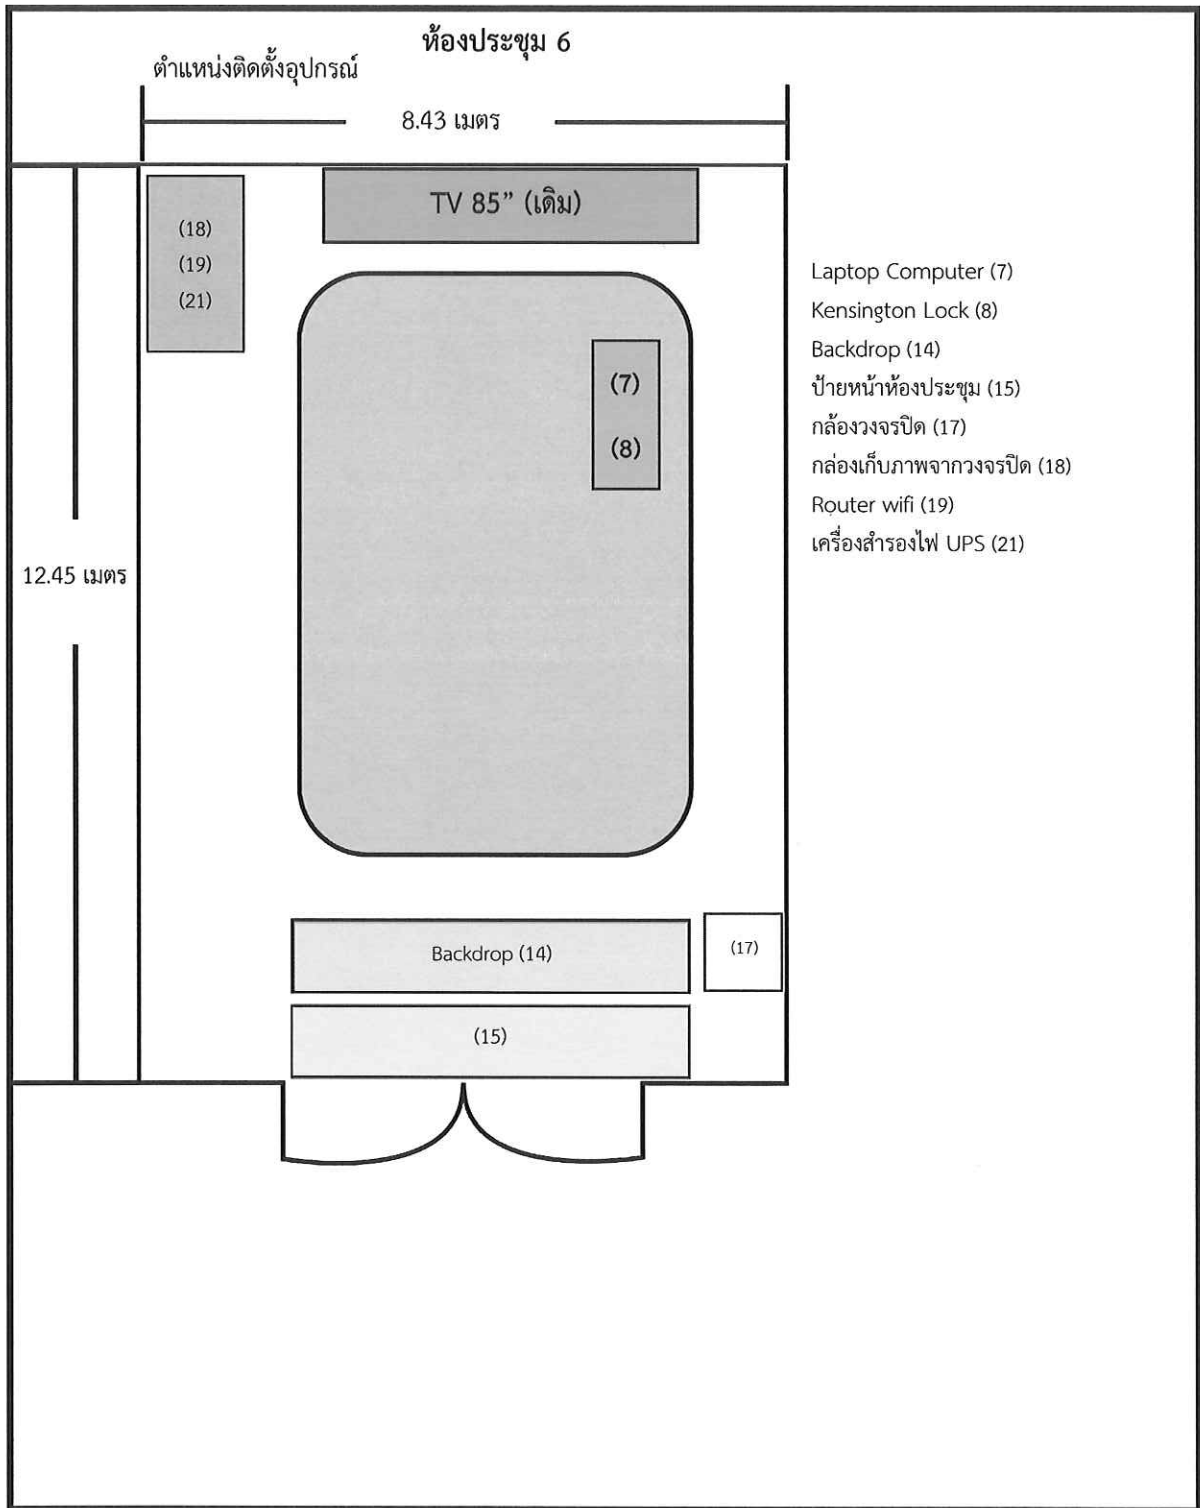 ห้องประชุม 6
ตำแหน่งติดตั้งอุปกรณ์
8.43 เมตร
TV 85” (เดิม)
(18)
(19)
(21)
(7)
(8)
Laptop Computer (7)
Kensington Lock (8)
Backdrop (14)
ป้ายหน้าห้องประชุม (15)
กล้องวงจรปิด (17)
กล่องเก็บภาพจากวงจรปิด (18)
Router wifi (19)
เครื่องสำรองไฟ UPS (21)
12.45 เมตร
Backdrop (14)
(17)
(15)